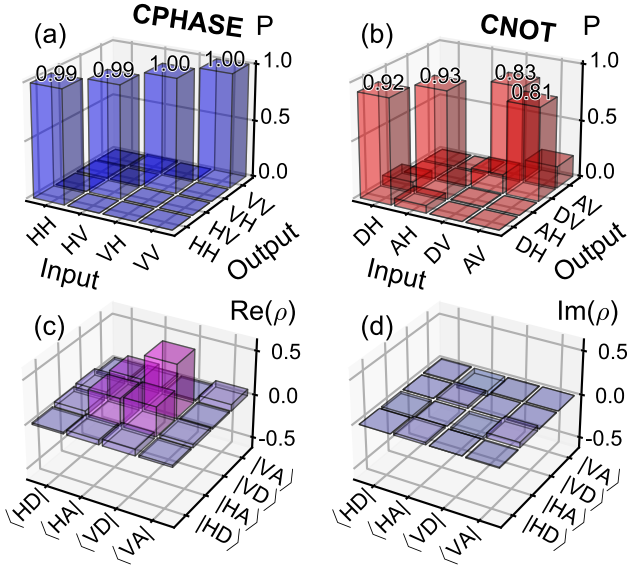 (a) CPHASE P
0.99 0.99 1.00 1.00
1.0
0.5
0.0
HH HV VH VV
Input
HH HV VH VV
Output
(b) CNOT P
0.92 0.93 0.83 0.81
1.0
0.5
0.0
DH AH DV AV
Input
DH AH DV AV
Output
(c) Re(ρ)
0.5
0.0
-0.5
⟨HD| ⟨HA| ⟨VD| ⟨VA|
|HD⟩ |HA⟩ |VD⟩ |VA⟩
(d) Im(ρ)
0.5
0.0
-0.5
⟨HD| ⟨HA| ⟨VD| ⟨VA|
|HD⟩ |HA⟩ |VD⟩ |VA⟩